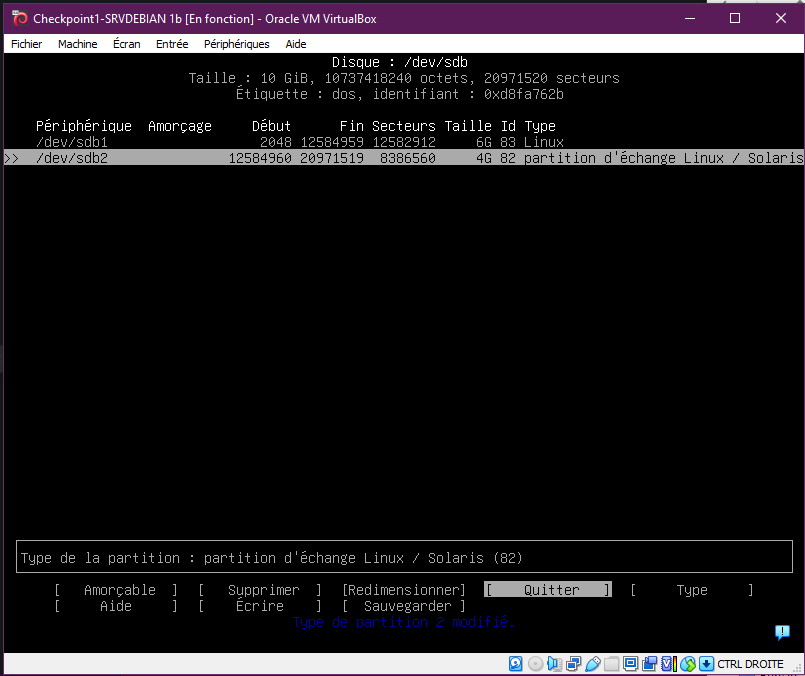 Checkpoint1-SRVDEBIAN 1b [En fonction] - Oracle VM VirtualBox
Fichier Machine Écran Entrée Périphériques Aide
Disque : /dev/sdb
Taille : 10 GiB, 10737418240 octets, 20971520 secteurs
Étiquette : dos, identifiant : 0xd8fa762b
Périphérique Amorçage Début Fin Secteurs Taille Id Type
/dev/sdb1 2048 12584959 12582912 6G 83 Linux
>> /dev/sdb2 12584960 20971519 8386560 4G 82 partition d'échange Linux / Solaris
Type de la partition : partition d'échange Linux / Solaris (82)
[ Amorçable ] [ Supprimer ] [Redimensionner] [ Quitter ] [ Type ]
[ Aide ] [ Écrire ] [ Sauvegarder ]
Type de partition 2 modifié.
CTRL DROITE